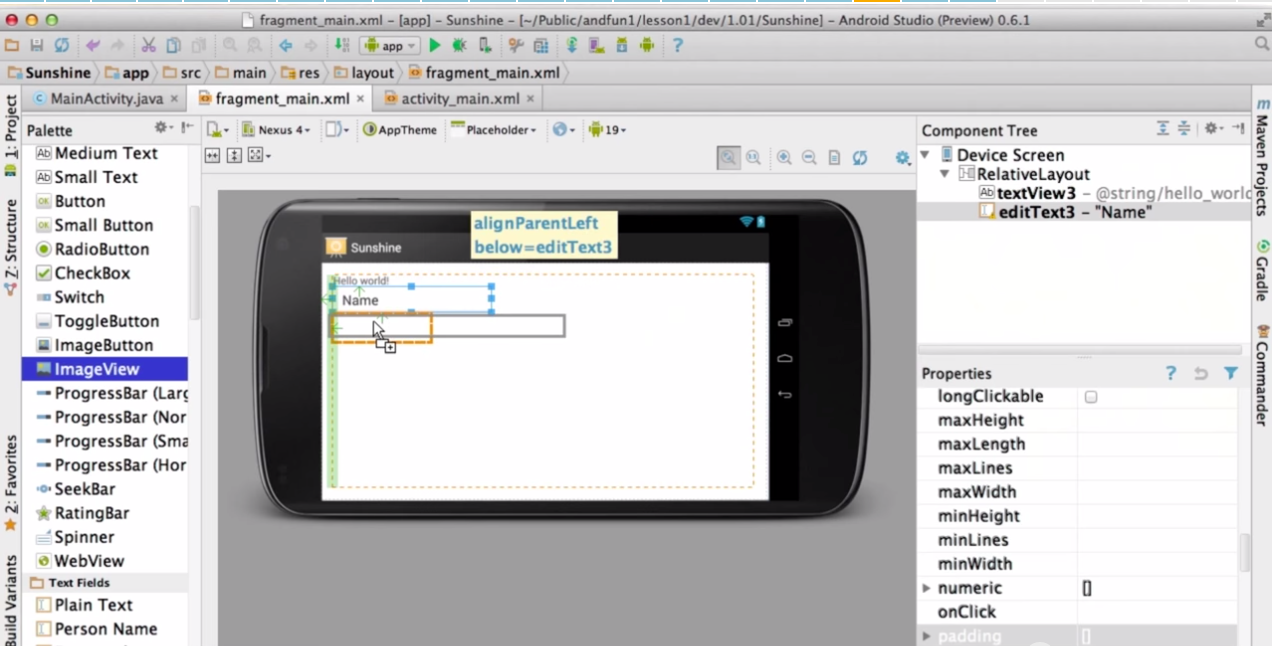 fragment_main.xml – [app] – Sunshine – [~/Public/andfun1/lesson1/dev/1.01/Sunshine] – Android Studio (Preview) 0.6.1
app
Sunshine app src main res layout fragment_main.xml
MainActivity.java × fragment_main.xml × activity_main.xml ×
1: Project
Z: Structure
2: Favorites
Build Variants
Palette
Ab Medium Text
Ab Small Text
OK Button
OK Small Button
RadioButton
CheckBox
Switch
ToggleButton
ImageButton
ImageView
ProgressBar (Larg
ProgressBar (Nor
ProgressBar (Sma
ProgressBar (Hor
SeekBar
RatingBar
Spinner
WebView
Text Fields
Plain Text
Person Name
Nexus 4 AppTheme Placeholder 19
alignParentLeft
below=editText3
Sunshine
Hello world!
Name
Component Tree
Device Screen
RelativeLayout
Ab textView3 – @string/hello_world
editText3 – "Name"
Properties ?
longClickable
maxHeight
maxLength
maxLines
maxWidth
minHeight
minLines
minWidth
numeric []
onClick
padding []
m Maven Projects
Gradle
Commander